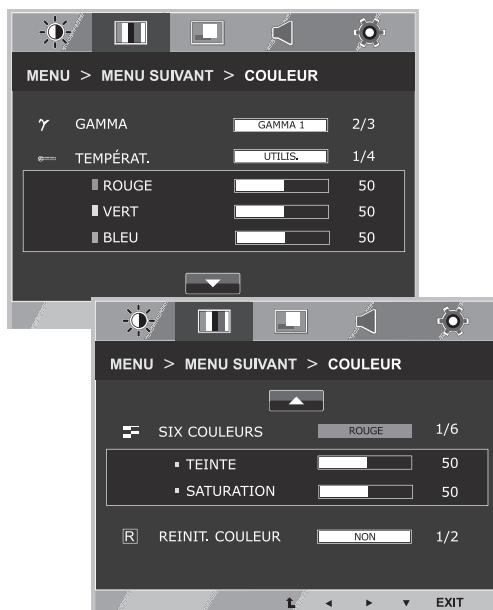 MENU > MENU SUIVANT > COULEUR
γ GAMMA GAMMA 1 2/3
TEMPÉRAT. UTILIS. 1/4
ROUGE 50
VERT 50
BLEU 50
MENU > MENU SUIVANT > COULEUR
SIX COULEURS ROUGE 1/6
TEINTE 50
SATURATION 50
R REINIT. COULEUR NON 1/2
EXIT